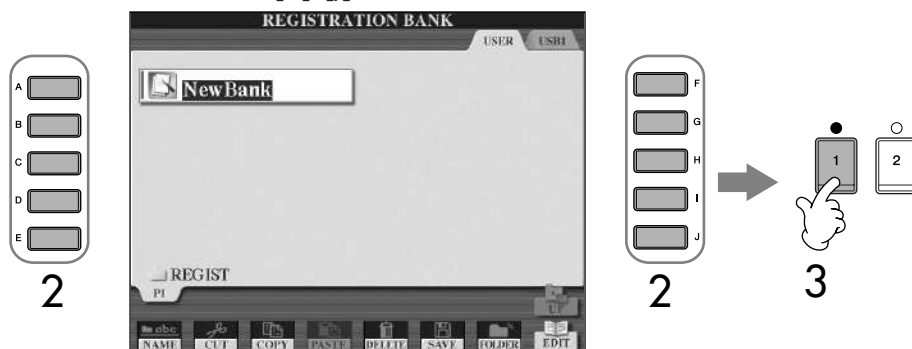 REGISTRATION BANK
USER USB1
A
B
C
D
E
NewBank
F
G
H
I
J
1 2
REGIST
P1
UP
2
2
3
abc
NAME CUT COPY PASTE DELETE SAVE FOLDER EDIT